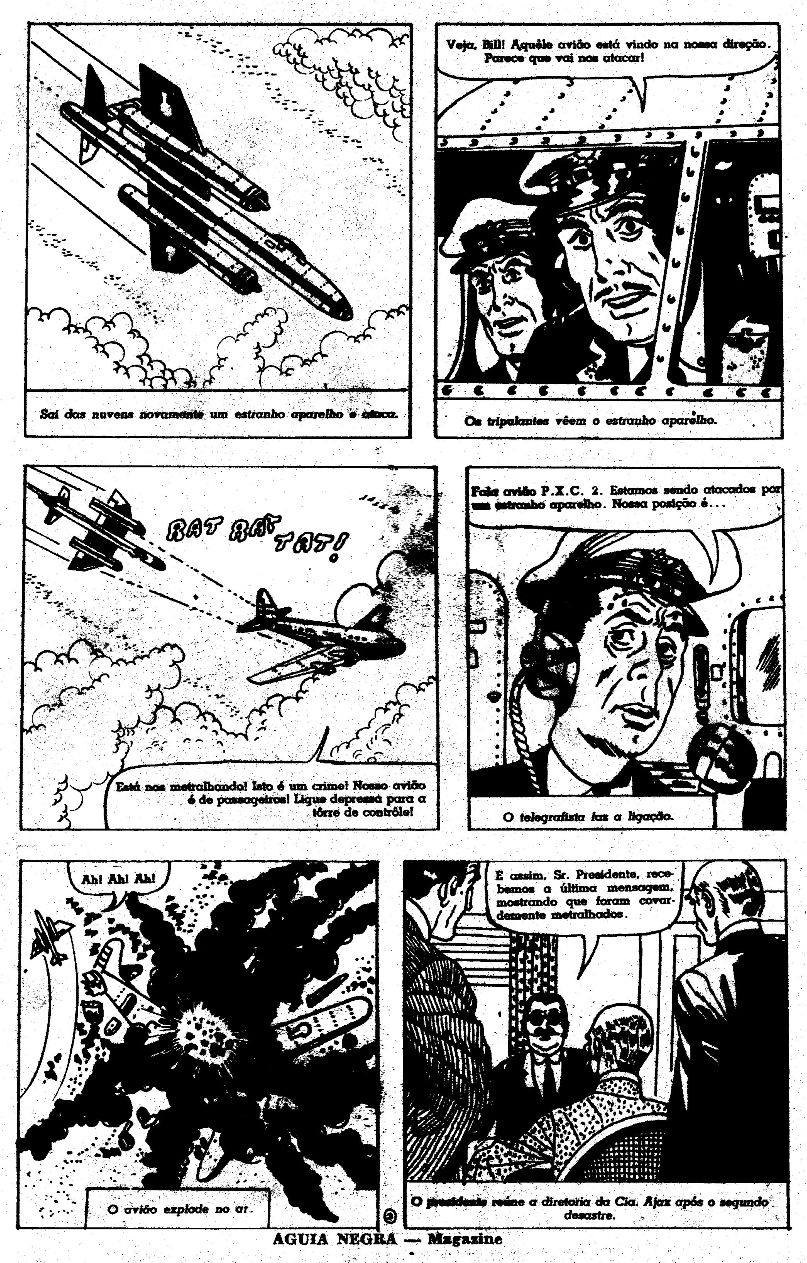 Veja, Bill! Aquêle avião está vindo na nossa direção.
Parece que vai nos atacar!
Sai das nuvens novamente um estranho aparelho e ataca.
Os tripulantes vêem o estranho aparelho.
RAT RAT
TAT!
Está nos metralhando! Isto é um crime! Nosso avião
é de passageiros! Ligue depressa para a
tôrre de contrôle!
Fala avião P.X.C. 2. Estamos sendo atacados por
um estranho aparelho. Nossa posição é...
O telegrafista faz a ligação.
Ah! Ah! Ah!
O avião explode no ar.
É assim, Sr. Presidente, rece-
bemos a última mensagem,
mostrando que foram covar-
demente metralhados.
O presidente reúne a diretoria da Cia. Ajax após o segundo
desastre.
AGUIA NEGRA — Magazine